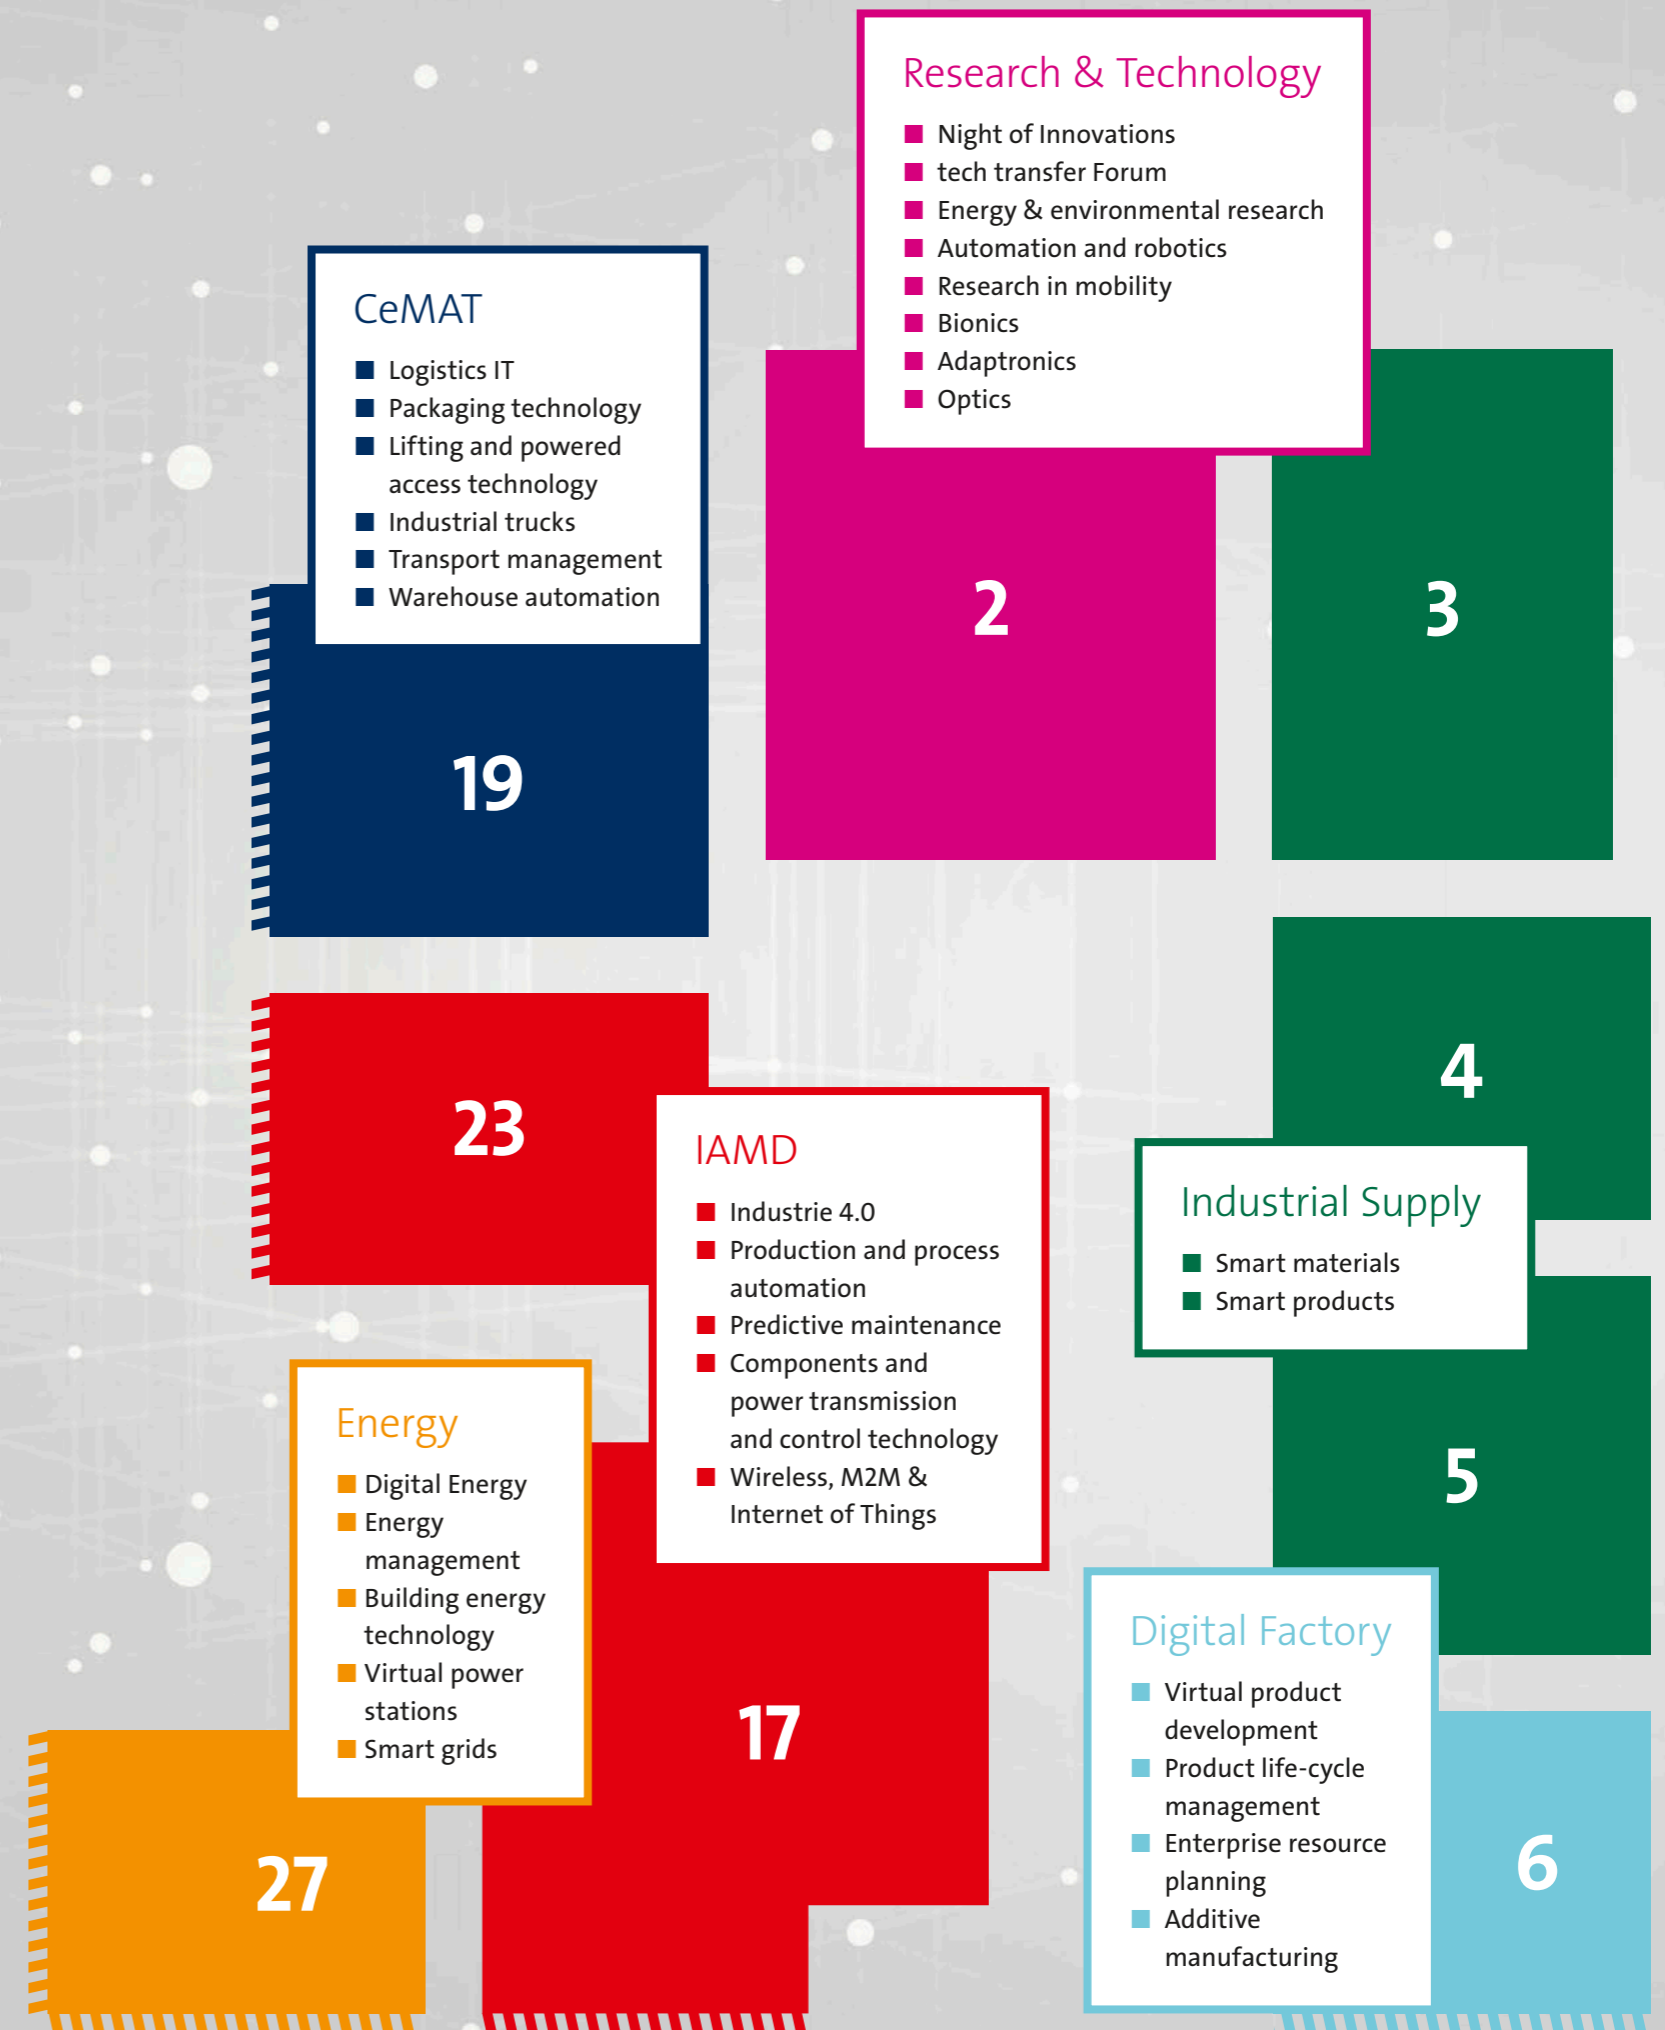 Research & Technology
Night of Innovations
tech transfer Forum
Energy & environmental research
Automation and robotics
Research in mobility
Bionics
Adaptronics
Optics
CeMAT
Logistics IT
Packaging technology
Lifting and powered
access technology
Industrial trucks
Transport management
Warehouse automation
2
3
19
4
23
IAMD
Industrie 4.0
Production and process
automation
Predictive maintenance
Components and
power transmission
and control technology
Wireless, M2M &
Internet of Things
Industrial Supply
Smart materials
Smart products
5
Energy
Digital Energy
Energy
management
Building energy
technology
Virtual power
stations
Smart grids
17
Digital Factory
Virtual product
development
Product life-cycle
management
Enterprise resource
planning
Additive
manufacturing
27
6